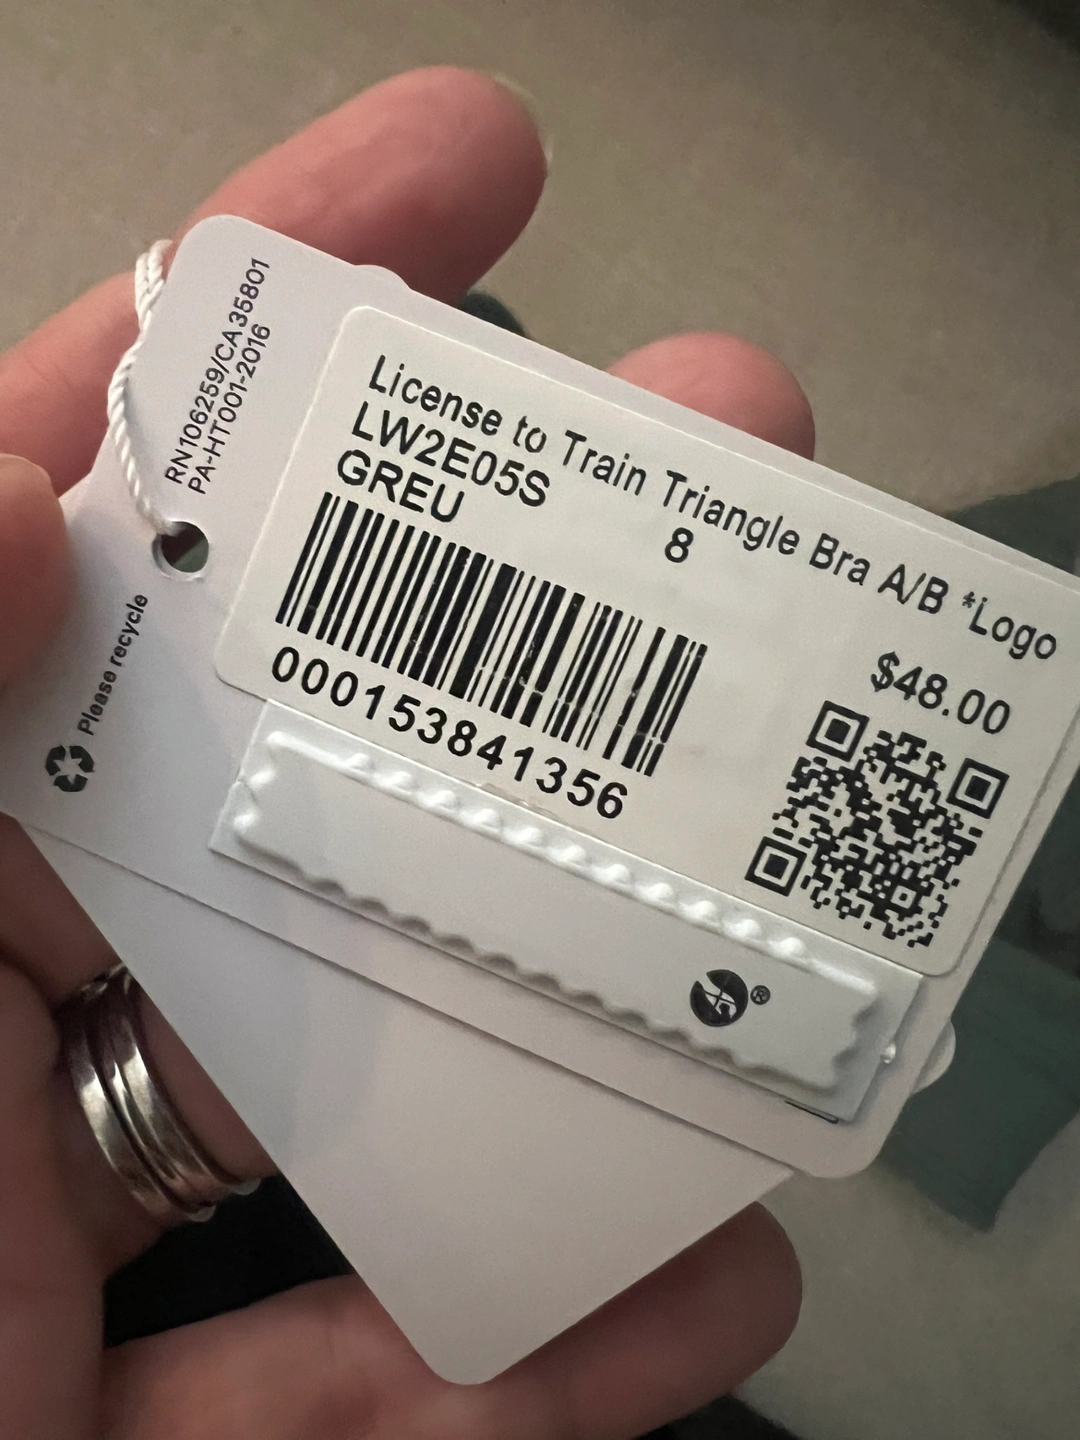 RN106259/CA35801
PA-HT001-2016
License to Train Triangle Bra A/B *Logo
LW2E05S
GREU 8
$48.00
000153841356
®
Please recycle